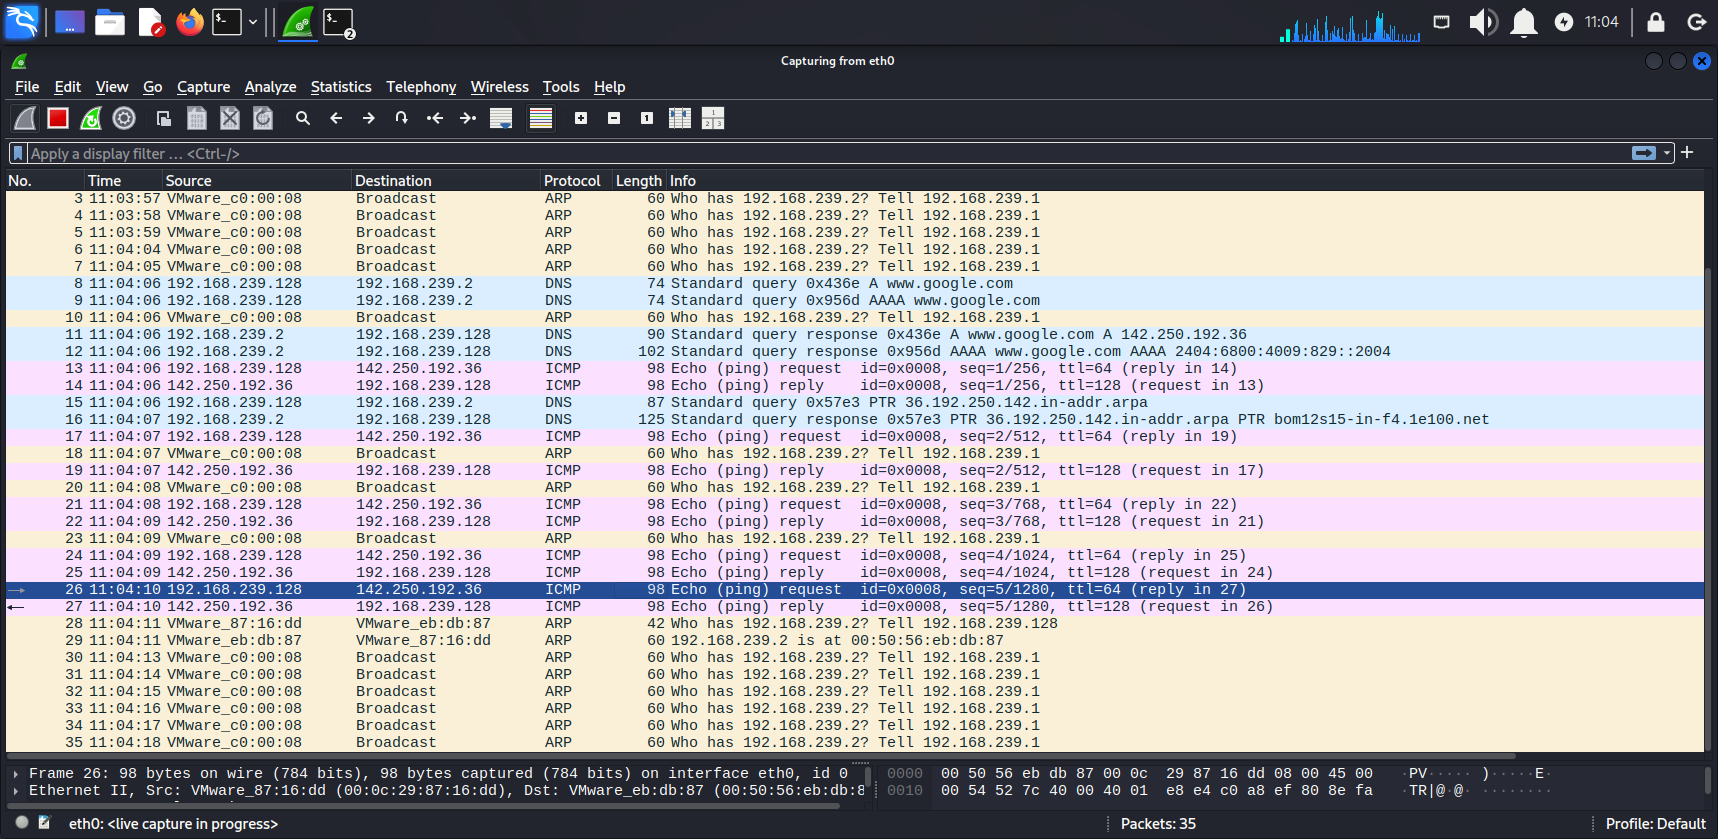 $_
$_ 2
11:04
Capturing from eth0
File Edit View Go Capture Analyze Statistics Telephony Wireless Tools Help
Apply a display filter … <Ctrl-/>
No. Time Source Destination Protocol Length Info
3 11:03:57 VMware_c0:00:08 Broadcast ARP 60 Who has 192.168.239.2? Tell 192.168.239.1
4 11:03:58 VMware_c0:00:08 Broadcast ARP 60 Who has 192.168.239.2? Tell 192.168.239.1
5 11:03:59 VMware_c0:00:08 Broadcast ARP 60 Who has 192.168.239.2? Tell 192.168.239.1
6 11:04:04 VMware_c0:00:08 Broadcast ARP 60 Who has 192.168.239.2? Tell 192.168.239.1
7 11:04:05 VMware_c0:00:08 Broadcast ARP 60 Who has 192.168.239.2? Tell 192.168.239.1
8 11:04:06 192.168.239.128 192.168.239.2 DNS 74 Standard query 0x436e A www.google.com
9 11:04:06 192.168.239.128 192.168.239.2 DNS 74 Standard query 0x956d AAAA www.google.com
10 11:04:06 VMware_c0:00:08 Broadcast ARP 60 Who has 192.168.239.2? Tell 192.168.239.1
11 11:04:06 192.168.239.2 192.168.239.128 DNS 90 Standard query response 0x436e A www.google.com A 142.250.192.36
12 11:04:06 192.168.239.2 192.168.239.128 DNS 102 Standard query response 0x956d AAAA www.google.com AAAA 2404:6800:4009:829::2004
13 11:04:06 192.168.239.128 142.250.192.36 ICMP 98 Echo (ping) request id=0x0008, seq=1/256, ttl=64 (reply in 14)
14 11:04:06 142.250.192.36 192.168.239.128 ICMP 98 Echo (ping) reply id=0x0008, seq=1/256, ttl=128 (request in 13)
15 11:04:06 192.168.239.128 192.168.239.2 DNS 87 Standard query 0x57e3 PTR 36.192.250.142.in-addr.arpa
16 11:04:07 192.168.239.2 192.168.239.128 DNS 125 Standard query response 0x57e3 PTR 36.192.250.142.in-addr.arpa PTR bom12s15-in-f4.1e100.net
17 11:04:07 192.168.239.128 142.250.192.36 ICMP 98 Echo (ping) request id=0x0008, seq=2/512, ttl=64 (reply in 19)
18 11:04:07 VMware_c0:00:08 Broadcast ARP 60 Who has 192.168.239.2? Tell 192.168.239.1
19 11:04:07 142.250.192.36 192.168.239.128 ICMP 98 Echo (ping) reply id=0x0008, seq=2/512, ttl=128 (request in 17)
20 11:04:08 VMware_c0:00:08 Broadcast ARP 60 Who has 192.168.239.2? Tell 192.168.239.1
21 11:04:08 192.168.239.128 142.250.192.36 ICMP 98 Echo (ping) request id=0x0008, seq=3/768, ttl=64 (reply in 22)
22 11:04:09 142.250.192.36 192.168.239.128 ICMP 98 Echo (ping) reply id=0x0008, seq=3/768, ttl=128 (request in 21)
23 11:04:09 VMware_c0:00:08 Broadcast ARP 60 Who has 192.168.239.2? Tell 192.168.239.1
24 11:04:09 192.168.239.128 142.250.192.36 ICMP 98 Echo (ping) request id=0x0008, seq=4/1024, ttl=64 (reply in 25)
25 11:04:09 142.250.192.36 192.168.239.128 ICMP 98 Echo (ping) reply id=0x0008, seq=4/1024, ttl=128 (request in 24)
26 11:04:10 192.168.239.128 142.250.192.36 ICMP 98 Echo (ping) request id=0x0008, seq=5/1280, ttl=64 (reply in 27)
27 11:04:10 142.250.192.36 192.168.239.128 ICMP 98 Echo (ping) reply id=0x0008, seq=5/1280, ttl=128 (request in 26)
28 11:04:11 VMware_87:16:dd VMware_eb:db:87 ARP 42 Who has 192.168.239.2? Tell 192.168.239.128
29 11:04:11 VMware_eb:db:87 VMware_87:16:dd ARP 60 192.168.239.2 is at 00:50:56:eb:db:87
30 11:04:13 VMware_c0:00:08 Broadcast ARP 60 Who has 192.168.239.2? Tell 192.168.239.1
31 11:04:14 VMware_c0:00:08 Broadcast ARP 60 Who has 192.168.239.2? Tell 192.168.239.1
32 11:04:15 VMware_c0:00:08 Broadcast ARP 60 Who has 192.168.239.2? Tell 192.168.239.1
33 11:04:16 VMware_c0:00:08 Broadcast ARP 60 Who has 192.168.239.2? Tell 192.168.239.1
34 11:04:17 VMware_c0:00:08 Broadcast ARP 60 Who has 192.168.239.2? Tell 192.168.239.1
35 11:04:18 VMware_c0:00:08 Broadcast ARP 60 Who has 192.168.239.2? Tell 192.168.239.1
Frame 26: 98 bytes on wire (784 bits), 98 bytes captured (784 bits) on interface eth0, id 0
Ethernet II, Src: VMware_87:16:dd (00:0c:29:87:16:dd), Dst: VMware_eb:db:87 (00:50:56:eb:db:8
0000 00 50 56 eb db 87 00 0c 29 87 16 dd 08 00 45 00 ·PV····· )·····E·
0010 00 54 52 7c 40 00 40 01 e8 e4 c0 a8 ef 80 8e fa ·TR|@·@· ········
eth0: <live capture in progress>
Packets: 35
Profile: Default